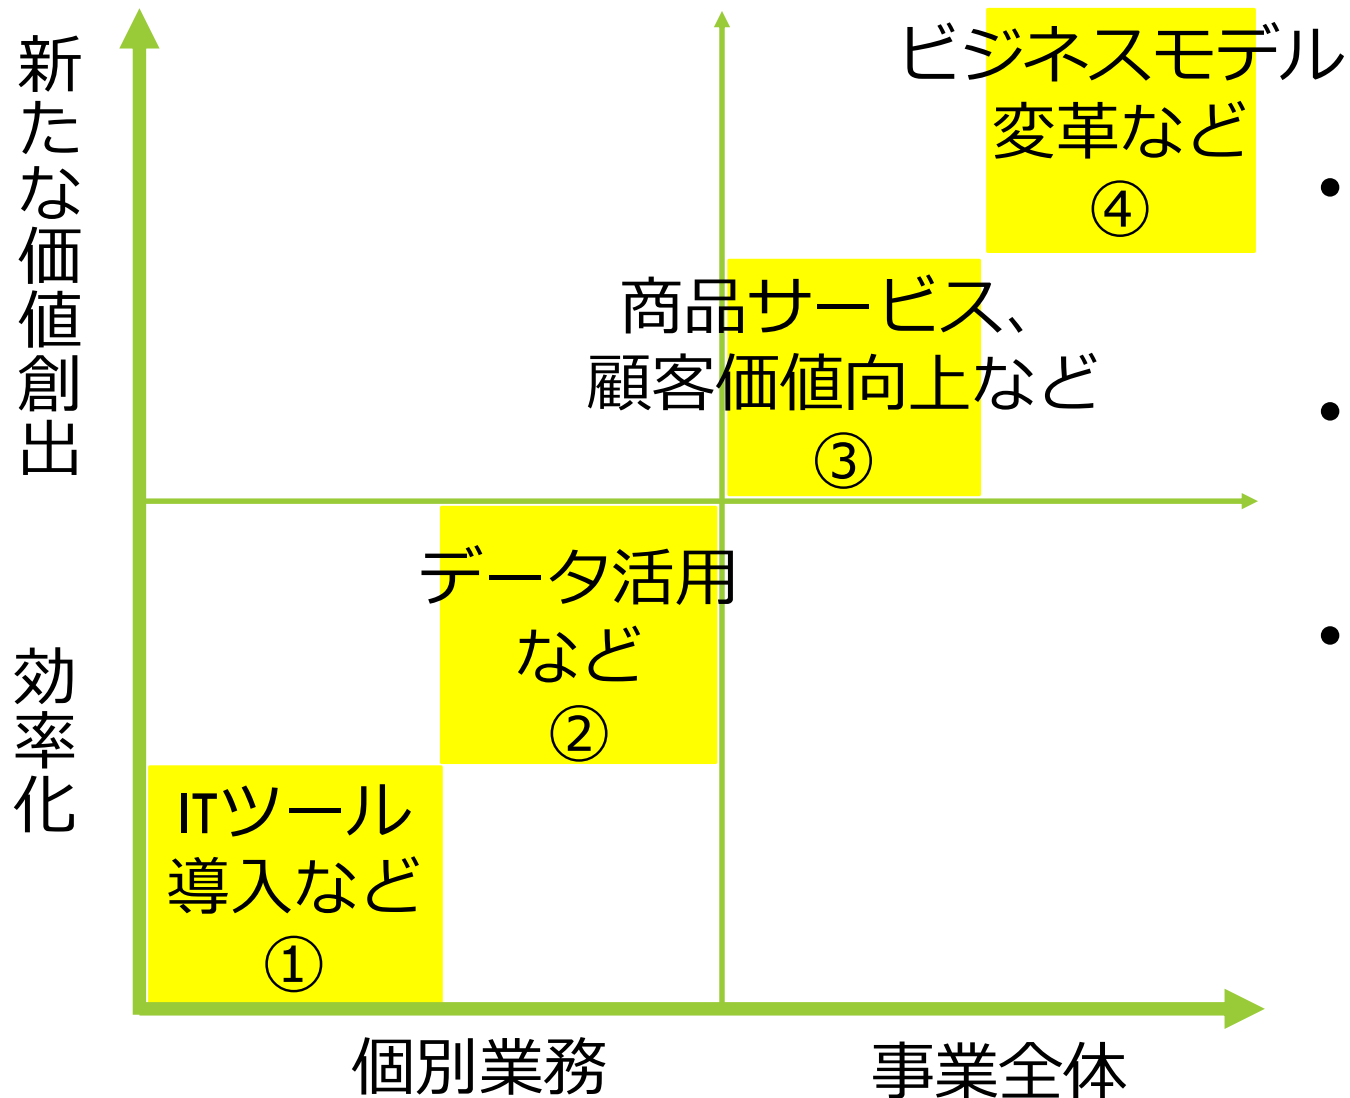 新たな価値創出
ビジネスモデル
変革など
④
商品サービス、
顧客価値向上など
③
データ活用
など
②
効率化
ITツール
導入など
①
個別業務
事業全体